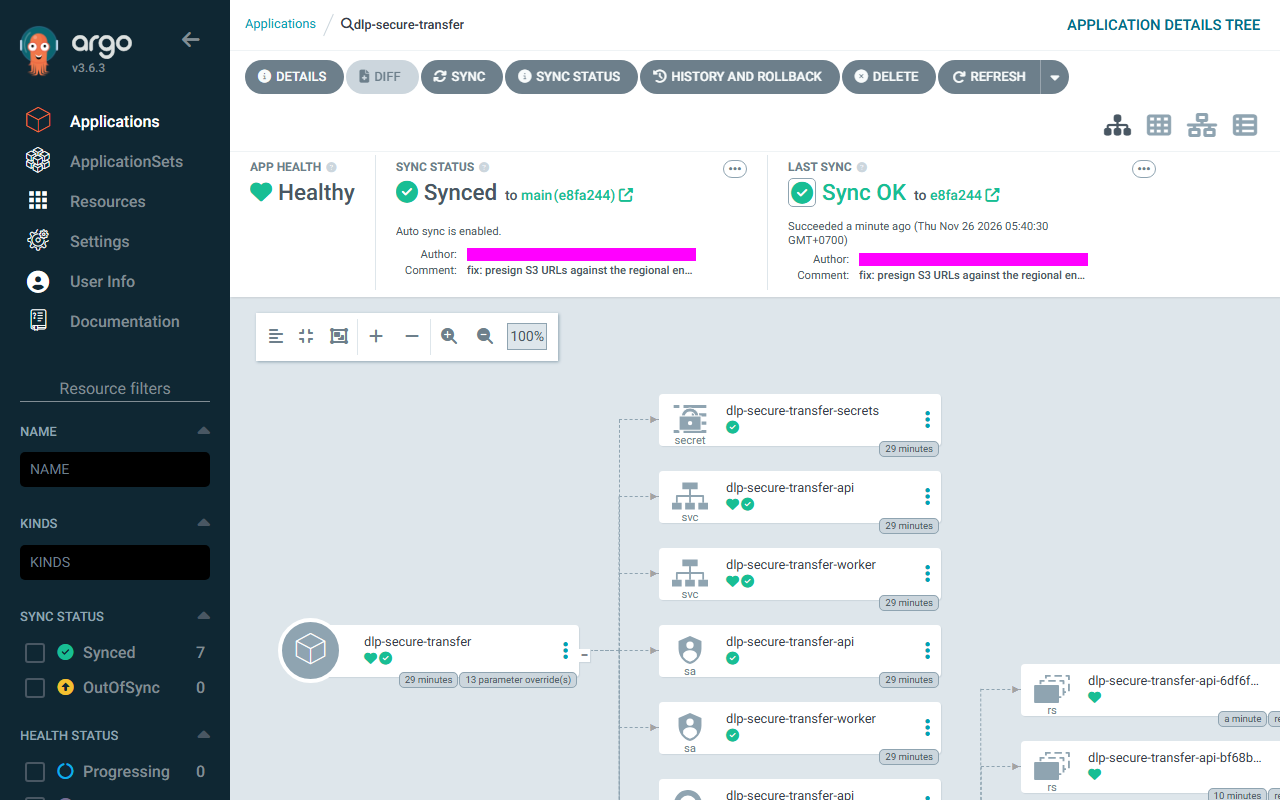 argo
v3.6.3
Applications
ApplicationSets
Resources
Settings
User Info
Documentation
Resource filters
NAME
NAME
KINDS
KINDS
SYNC STATUS
Synced 7
OutOfSync 0
HEALTH STATUS
Progressing 0
Applications / dlp-secure-transfer
APPLICATION DETAILS TREE
DETAILS DIFF SYNC SYNC STATUS HISTORY AND ROLLBACK DELETE REFRESH
APP HEALTH
Healthy
SYNC STATUS
Synced to main (e8fa244)
Auto sync is enabled.
Author:
Comment: fix: presign S3 URLs against the regional en...
LAST SYNC
Sync OK to e8fa244
Succeeded a minute ago (Thu Nov 26 2026 05:40:30
GMT+0700)
Author:
Comment: fix: presign S3 URLs against the regional en...
100%
dlp-secure-transfer
29 minutes 13 parameter override(s)
dlp-secure-transfer-secrets
secret
29 minutes
dlp-secure-transfer-api
svc
29 minutes
dlp-secure-transfer-worker
svc
29 minutes
dlp-secure-transfer-api
sa
29 minutes
dlp-secure-transfer-worker
sa
29 minutes
dlp-secure-transfer-api
dlp-secure-transfer-api-6df6f...
rs
a minute
dlp-secure-transfer-api-bf68b...
rs
10 minutes